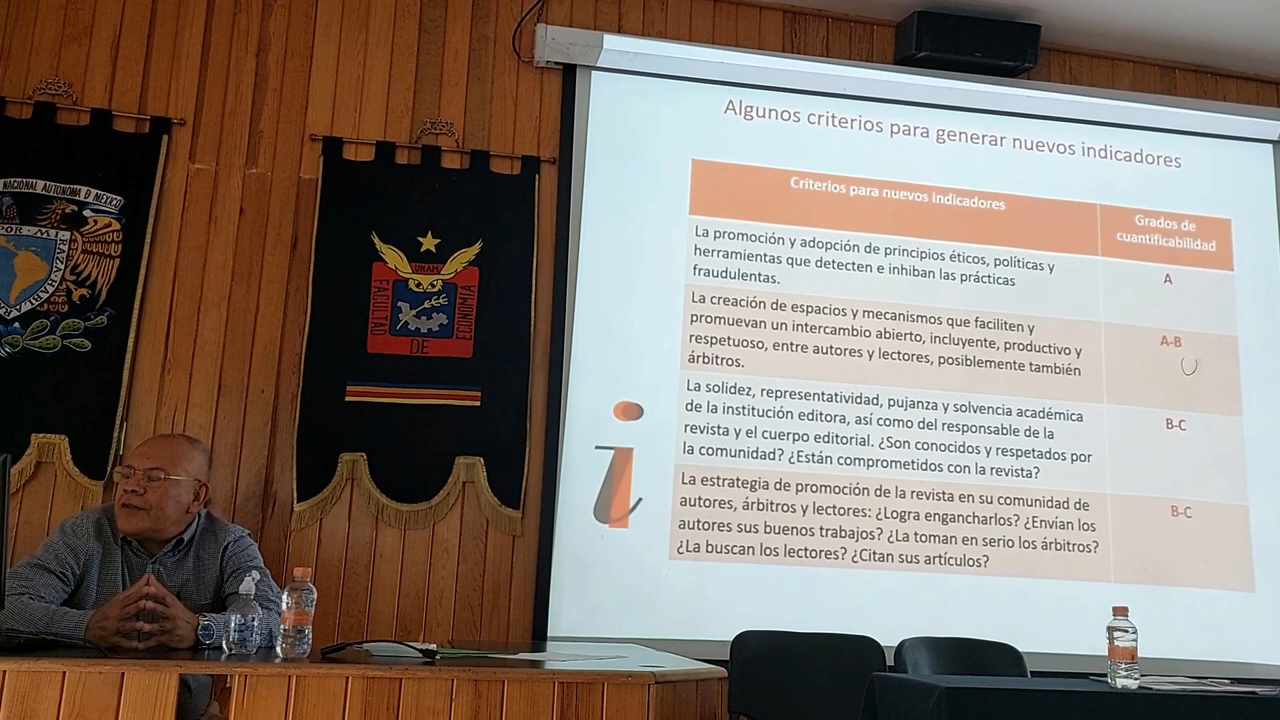 NACIONAL AUTONOMA D MEXICO
POR·MI·RAZA·HABLARA
UNAM
FACULTAD
DE
ECONOMIA
Algunos criterios para generar nuevos indicadores
Criterios para nuevos indicadores
Grados de
cuantificabilidad
La promoción y adopción de principios éticos, políticas y
herramientas que detecten e inhiban las prácticas
fraudulentas.
A
La creación de espacios y mecanismos que faciliten y
promuevan un intercambio abierto, incluyente, productivo y
respetuoso, entre autores y lectores, posiblemente también
árbitros.
A-B
La solidez, representatividad, pujanza y solvencia académica
de la institución editora, así como del responsable de la
revista y el cuerpo editorial. ¿Son conocidos y respetados por
la comunidad? ¿Están comprometidos con la revista?
B-C
La estrategia de promoción de la revista en su comunidad de
autores, árbitros y lectores: ¿Logra engancharlos? ¿Envían los
autores sus buenos trabajos? ¿La toman en serio los árbitros?
¿La buscan los lectores? ¿Citan sus artículos?
B-C
i